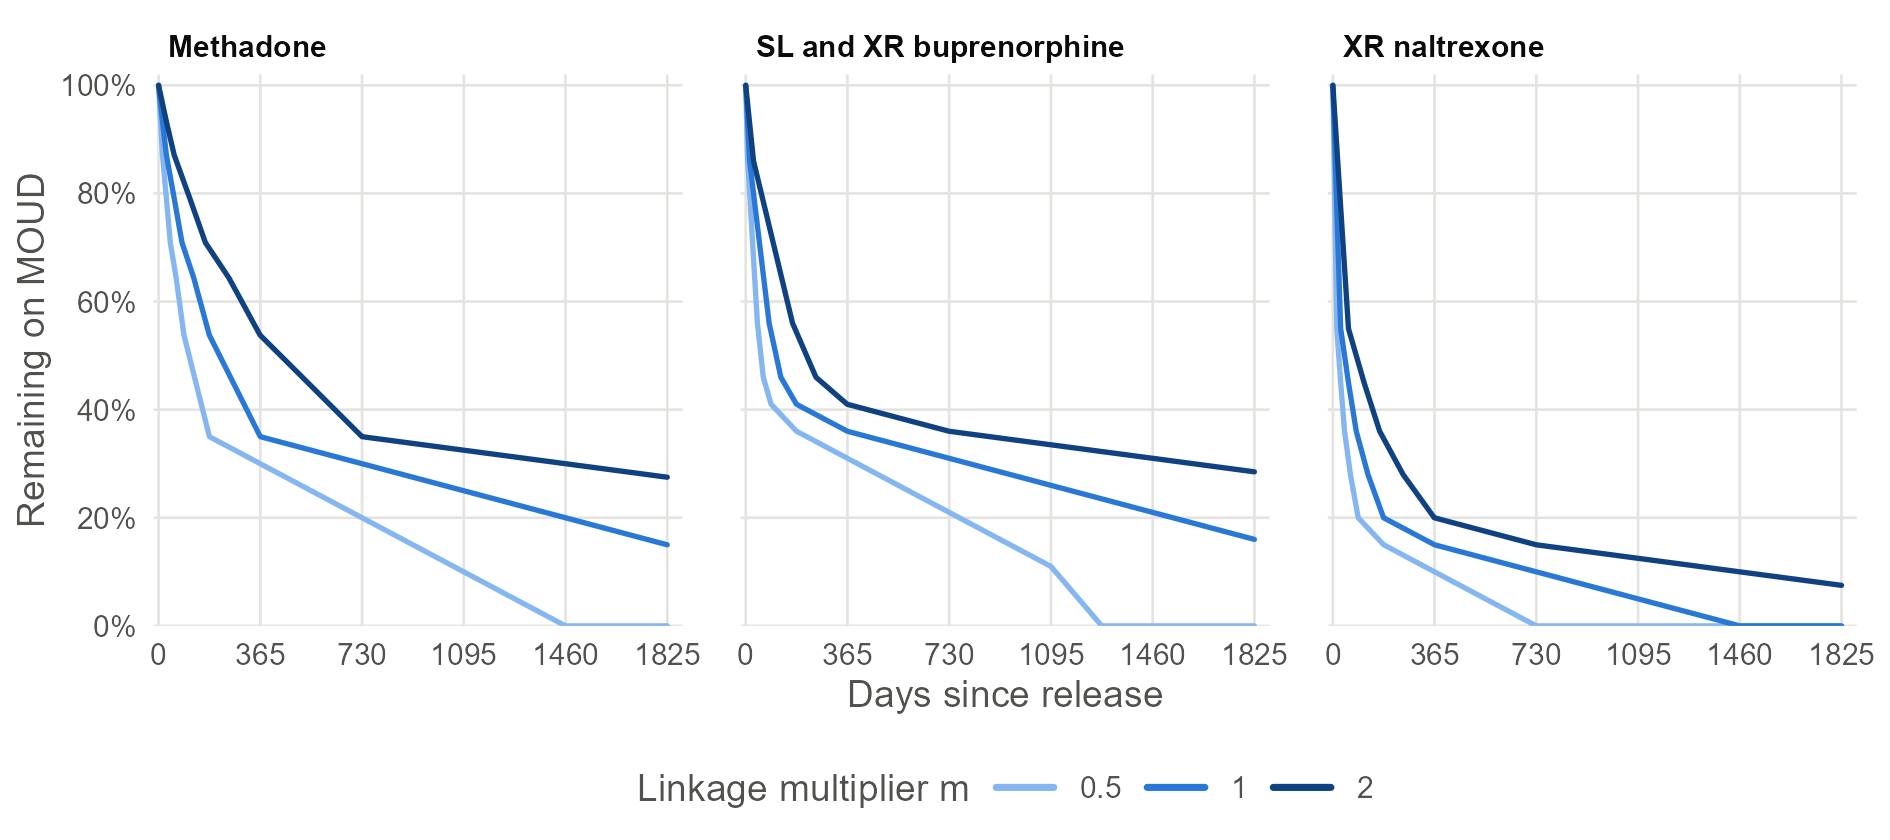 Methadone SL and XR buprenorphine XR naltrexone
Remaining on MOUD
100%
80%
60%
40%
20%
0%
0 365 730 1095 1460 1825 0 365 730 1095 1460 1825 0 365 730 1095 1460 1825
Days since release
Linkage multiplier m 0.5 1 2